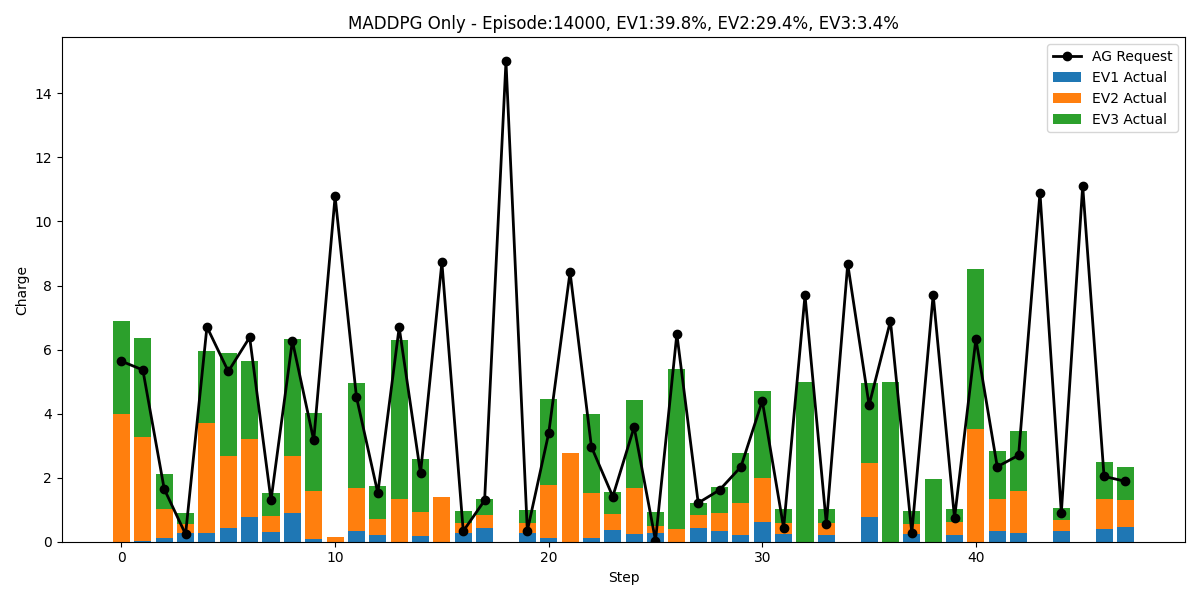 MADDPG Only - Episode:14000, EV1:39.8%, EV2:29.4%, EV3:3.4%
AG Request
EV1 Actual
EV2 Actual
EV3 Actual
Charge
14
12
10
8
6
4
2
0
0
10
20
30
40
Step